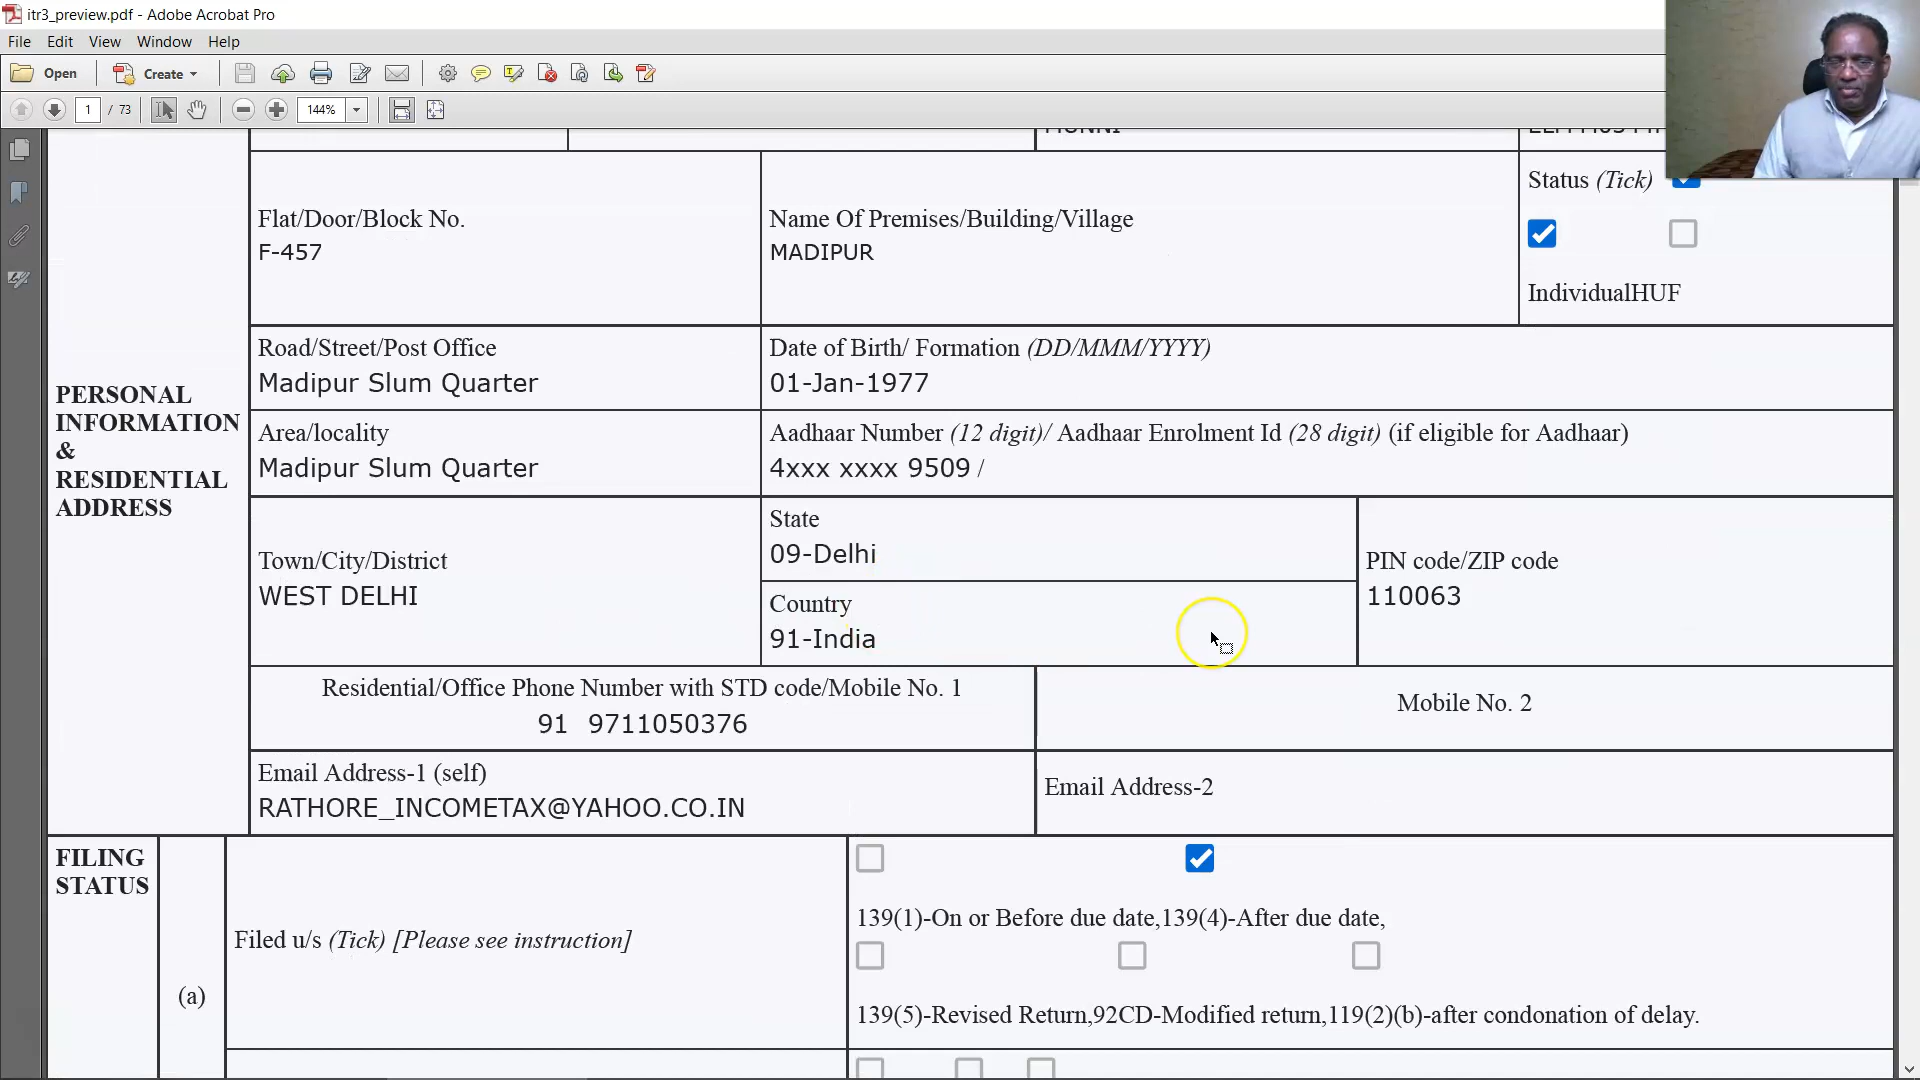 itr3_preview.pdf - Adobe Acrobat Pro
File Edit View Window Help
Open Create
1 / 73 144%
MUNNI
Flat/Door/Block No.
F-457
Name Of Premises/Building/Village
MADIPUR
Status (Tick)
IndividualHUF
PERSONAL
INFORMATION
&
RESIDENTIAL
ADDRESS
Road/Street/Post Office
Madipur Slum Quarter
Date of Birth/ Formation (DD/MMM/YYYY)
01-Jan-1977
Area/locality
Madipur Slum Quarter
Aadhaar Number (12 digit)/ Aadhaar Enrolment Id (28 digit) (if eligible for Aadhaar)
4xxx xxxx 9509 /
Town/City/District
WEST DELHI
State
09-Delhi
Country
91-India
PIN code/ZIP code
110063
Residential/Office Phone Number with STD code/Mobile No. 1
91 9711050376
Mobile No. 2
Email Address-1 (self)
RATHORE_INCOMETAX@YAHOO.CO.IN
Email Address-2
FILING
STATUS
(a)
Filed u/s (Tick) [Please see instruction]
139(1)-On or Before due date,139(4)-After due date,
139(5)-Revised Return,92CD-Modified return,119(2)(b)-after condonation of delay.